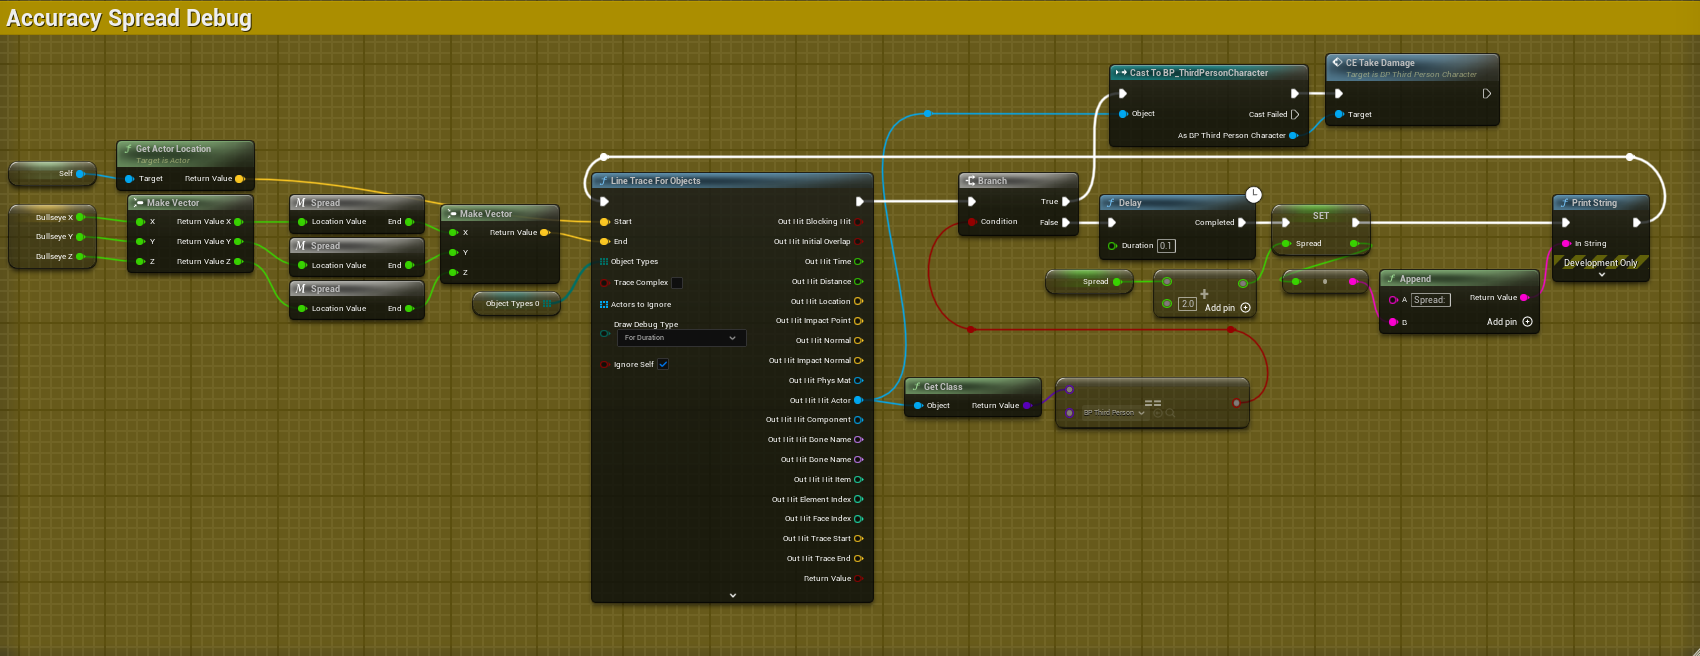 Accuracy Spread Debug
Self
Get Actor Location
Target is Actor
Target
Return Value
Bullseye X
Bullseye Y
Bullseye Z
Make Vector
X
Return Value X
Y
Return Value Y
Z
Return Value Z
Spread
Location Value
End
Spread
Location Value
End
Spread
Location Value
End
Make Vector
X
Return Value
Y
Z
Object Types 0
Line Trace For Objects
Start
End
Object Types
Trace Complex
Actors to Ignore
Draw Debug Type
For Duration
Ignore Self
Out Hit Blocking Hit
Out Hit Initial Overlap
Out Hit Time
Out Hit Distance
Out Hit Location
Out Hit Impact Point
Out Hit Normal
Out Hit Impact Normal
Out Hit Phys Mat
Out Hit Hit Actor
Out Hit Hit Component
Out Hit Hit Bone Name
Out Hit Bone Name
Out Hit Hit Item
Out Hit Element Index
Out Hit Face Index
Out Hit Trace Start
Out Hit Trace End
Return Value
Get Class
Object
Return Value
==
BP Third Person
Branch
True
Condition
False
Cast To BP_ThirdPersonCharacter
Object
Cast Failed
As BP Third Person Character
CE Take Damage
Target is BP Third Person Character
Target
Delay
Completed
Duration
0.1
Spread
+
2.0
Add pin
SET
Spread
Append
A
Spread:
Return Value
B
Add pin
Print String
In String
Development Only